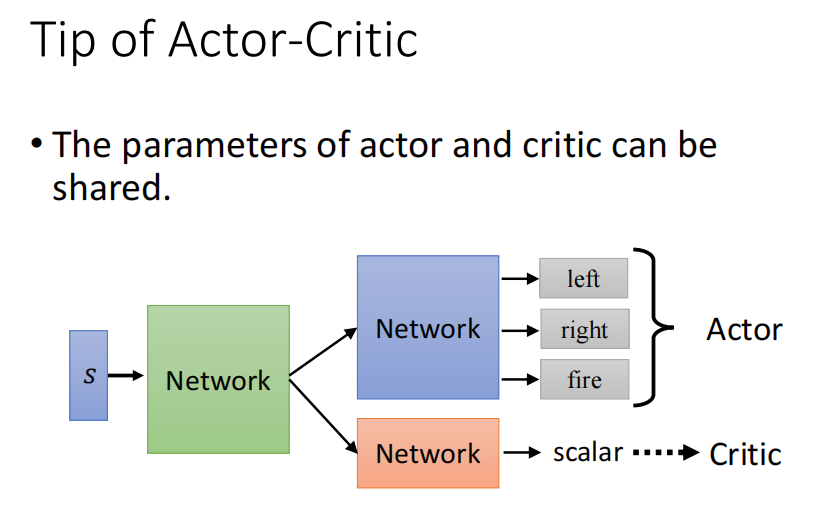 Tip of Actor-Critic
• The parameters of actor and critic can be
shared.
s
Network
Network
left
right
fire
Actor
Network
scalar
Critic